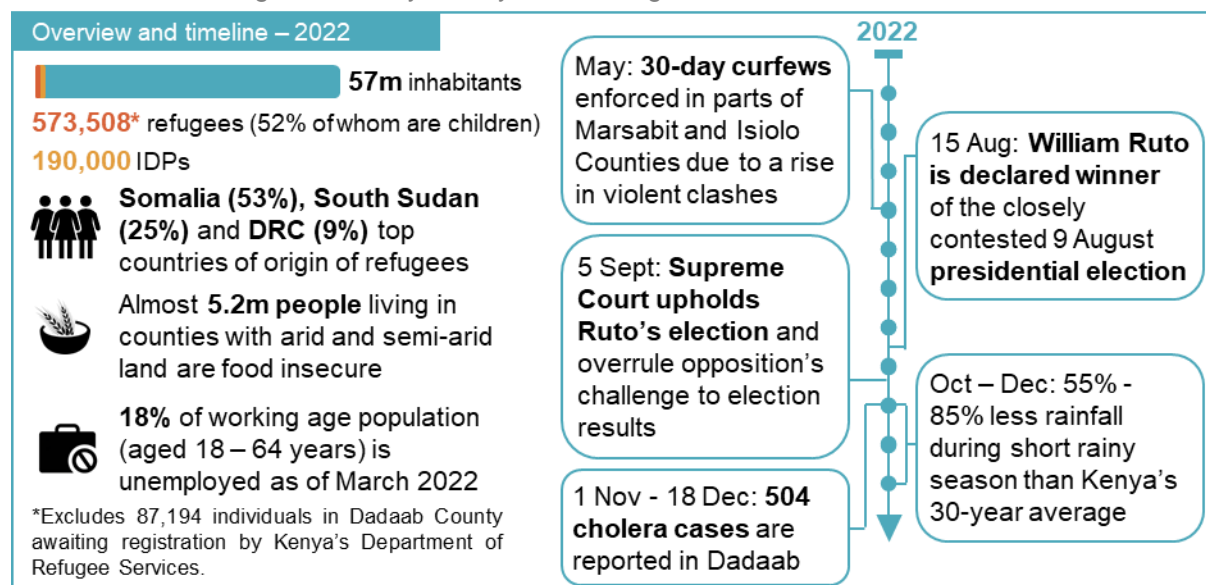 Overview and timeline – 2022
57m inhabitants
573,508* refugees (52% of whom are children)
190,000 IDPs
Somalia (53%), South Sudan
(25%) and DRC (9%) top
countries of origin of refugees
Almost 5.2m people living in
counties with arid and semi-arid
land are food insecure
18% of working age population
(aged 18 – 64 years) is
unemployed as of March 2022
*Excludes 87,194 individuals in Dadaab County
awaiting registration by Kenya's Department of
Refugee Services.
2022
May: 30-day curfews
enforced in parts of
Marsabit and Isiolo
Counties due to a rise
in violent clashes
15 Aug: William Ruto
is declared winner
of the closely
contested 9 August
presidential election
5 Sept: Supreme
Court upholds
Ruto's election and
overrule opposition's
challenge to election
results
Oct – Dec: 55% -
85% less rainfall
during short rainy
season than Kenya's
30-year average
1 Nov - 18 Dec: 504
cholera cases are
reported in Dadaab